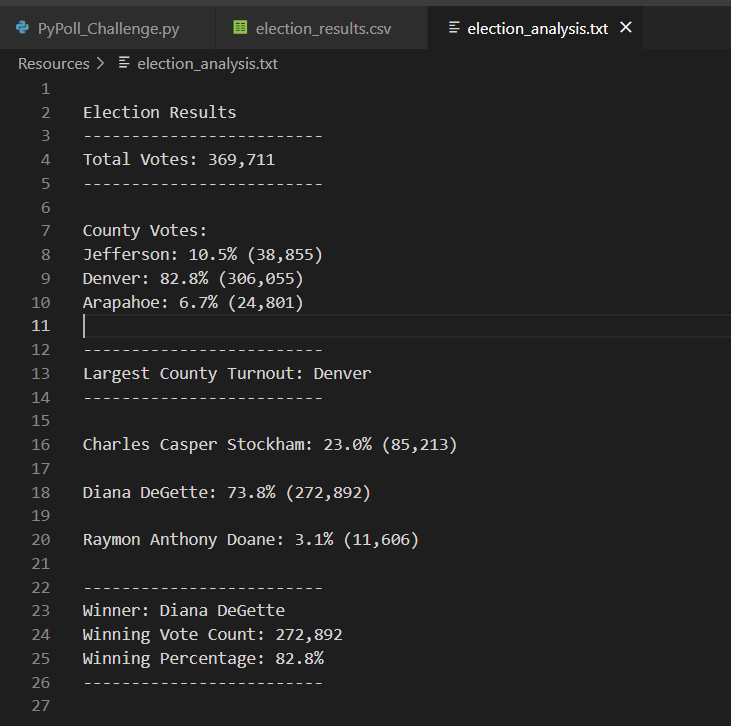 PyPoll_Challenge.py election_results.csv election_analysis.txt ×
Resources > election_analysis.txt
1
2 Election Results
3 -------------------------
4 Total Votes: 369,711
5 -------------------------
6
7 County Votes:
8 Jefferson: 10.5% (38,855)
9 Denver: 82.8% (306,055)
10 Arapahoe: 6.7% (24,801)
11
12 -------------------------
13 Largest County Turnout: Denver
14 -------------------------
15
16 Charles Casper Stockham: 23.0% (85,213)
17
18 Diana DeGette: 73.8% (272,892)
19
20 Raymon Anthony Doane: 3.1% (11,606)
21
22 -------------------------
23 Winner: Diana DeGette
24 Winning Vote Count: 272,892
25 Winning Percentage: 82.8%
26 -------------------------
27